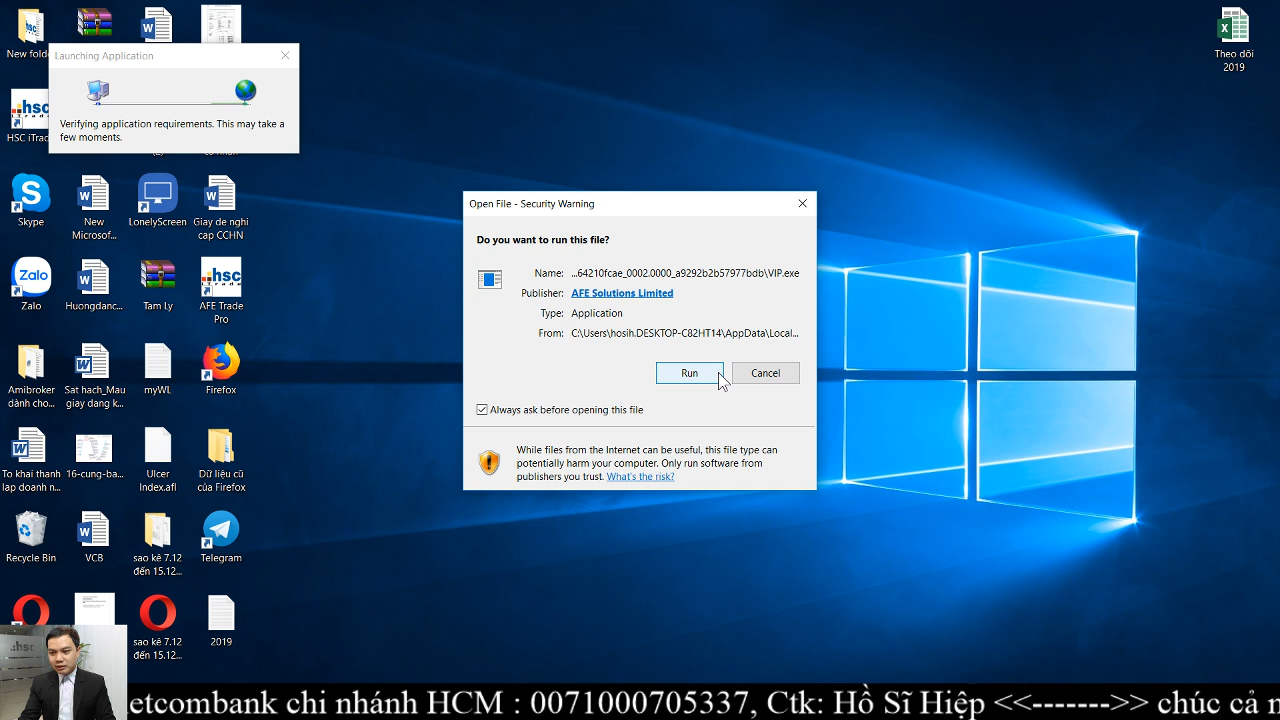 New folde
Launching Application
Verifying application requirements. This may take a
few moments.
hsc
HSC iTrad
Theo dõi
2019
Skype
New
Microsof...
LonelyScreen
Giay de nghi
cap CCHN
Zalo
Zalo
Huongdanc...
Tam Ly
.hsc
iTrade
AFE Trade
Pro
Amibroker
dành cho...
Sat hach_Mau
giay dang k...
myWL
Firefox
To khai thanh
lap doanh n...
16-cung-ba...
Ulcer
Index.afl
Dữ liệu cũ
của Firefox
Recycle Bin
VCB
sao kê 7.12
đến 15.12...
Telegram
sao kê 7.12
đến 15.12...
2019
Open File - Security Warning
Do you want to run this file?
Name: ...64210fcae_0002.0000_a9292b2b717d7bdb\VIP...
Publisher: AFE Solutions Limited
Type: Application
From: C:\Users\hosih.DESKTOP-C82HT14\AppData\Local...
Run
Cancel
Always ask before opening this file
While files from the Internet can be useful, this file type can
potentially harm your computer. Only run software from
publishers you trust. What's the risk?
.:hsc
etcombank chi nhánh HCM : 0071000705337, Ctk: Hồ Sĩ Hiệp <<------->> chúc cả n